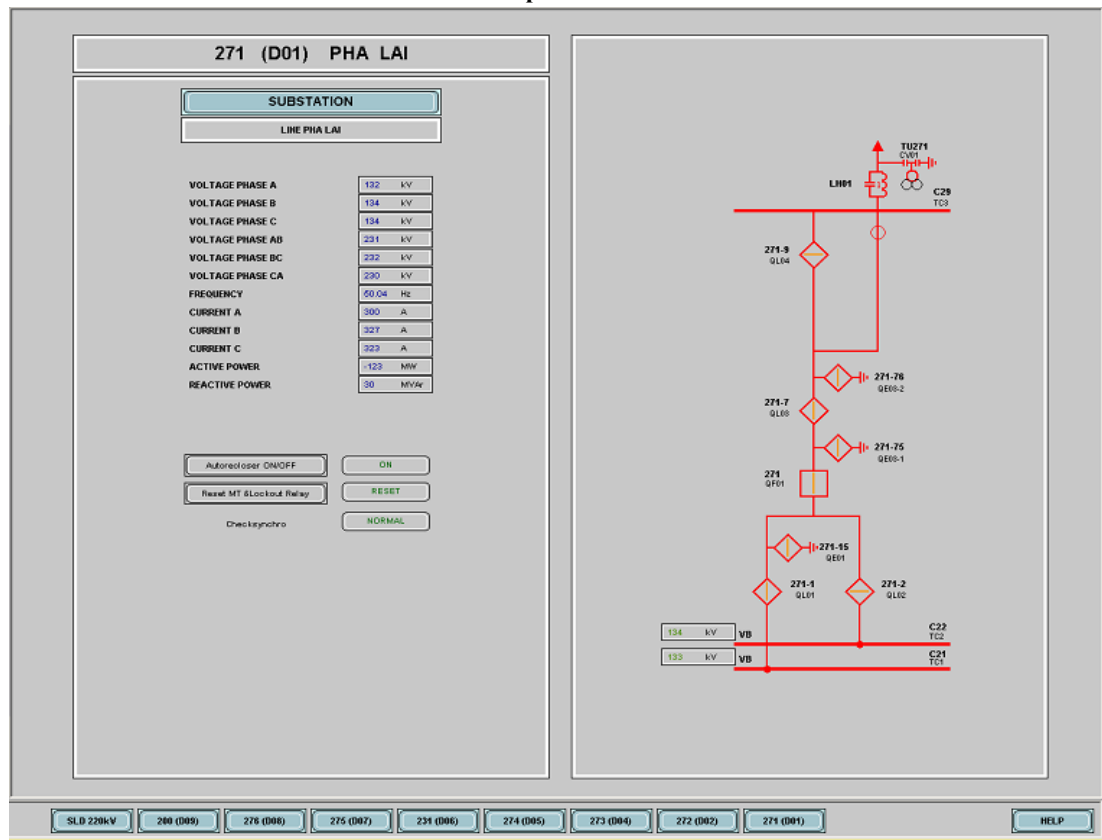 271 (D01) PHA LAI
SUBSTATION
LINE PHA LAI
VOLTAGE PHASE A 132 kV
VOLTAGE PHASE B 134 kV
VOLTAGE PHASE C 134 kV
VOLTAGE PHASE AB 231 kV
VOLTAGE PHASE BC 232 kV
VOLTAGE PHASE CA 230 kV
FREQUENCY 50.04 Hz
CURRENT A 300 A
CURRENT B 327 A
CURRENT C 323 A
ACTIVE POWER -123 MW
REACTIVE POWER 30 MVAr
Autorecloser ON/OFF ON
Reset MT &Lockout Relay RESET
Checksynchro NORMAL
TU271
CV01
LH01
C29
TC3
271-9
QL04
271-76
QE08-2
271-7
QL08
271-75
QE08-1
271
QF01
271-15
QE01
271-1
QL01
271-2
QL02
134 kV VB
C22
TC2
133 kV VB
C21
TC1
SLD 220kV
200 (D09)
276 (D08)
275 (D07)
231 (D06)
274 (D05)
273 (D04)
272 (D02)
271 (D01)
HELP